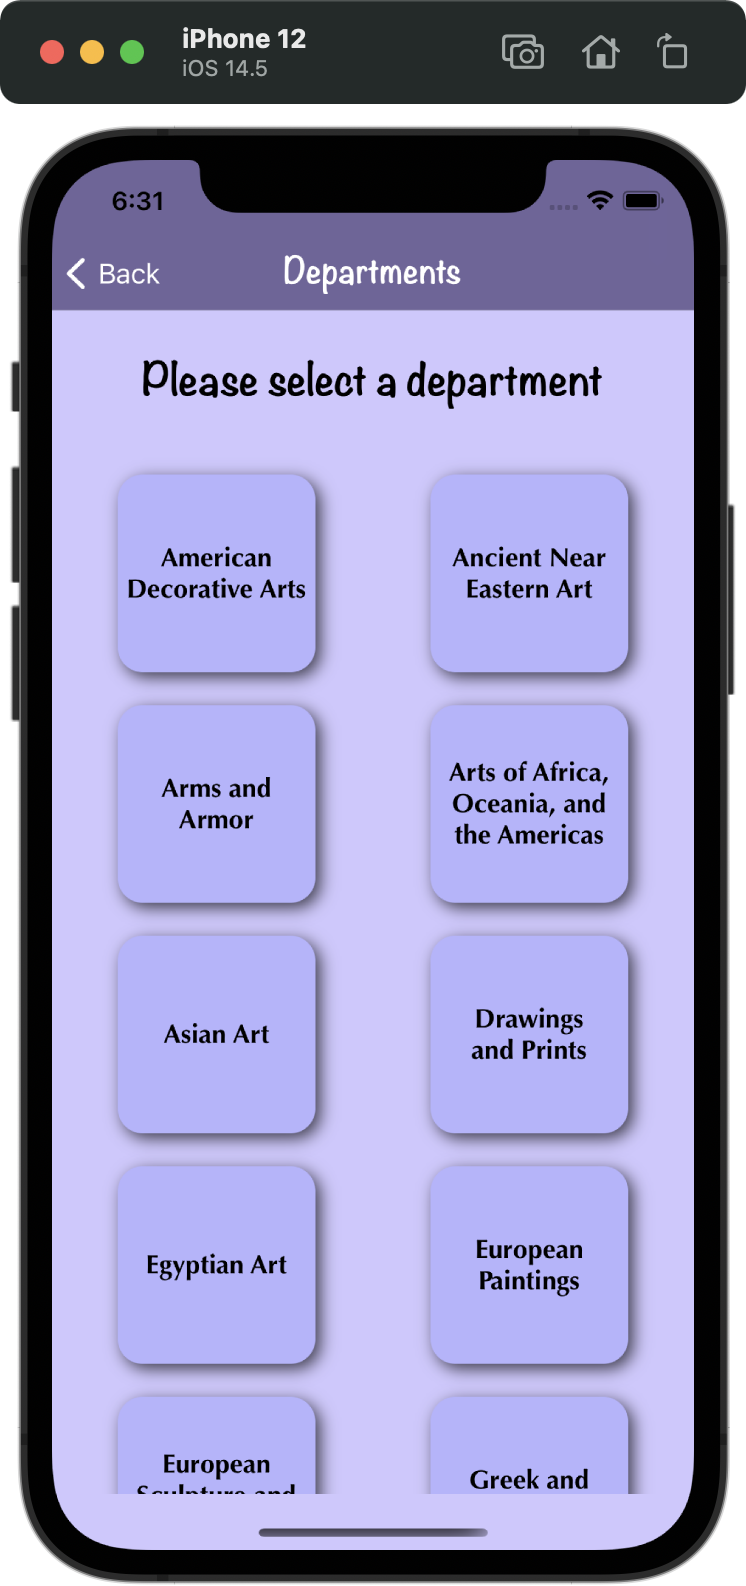 iPhone 12
iOS 14.5
6:31
Back
Departments
Please select a department
American
Decorative Arts
Ancient Near
Eastern Art
Arms and
Armor
Arts of Africa,
Oceania, and
the Americas
Asian Art
Drawings
and Prints
Egyptian Art
European
Paintings
European
Sculpture and
Greek and